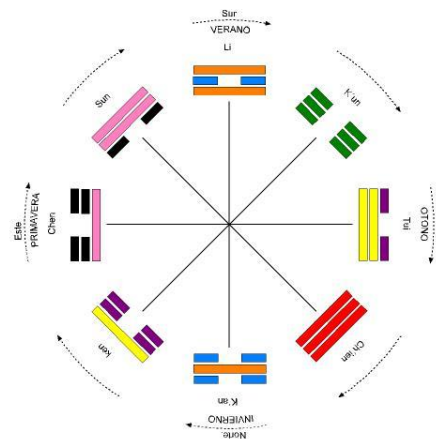 Sur
VERANO
Li
K'un
OTOÑO
Tui
Ch'ien
Norte
INVIERNO
K'an
ken
Este
PRIMAVERA
Chen
Sun